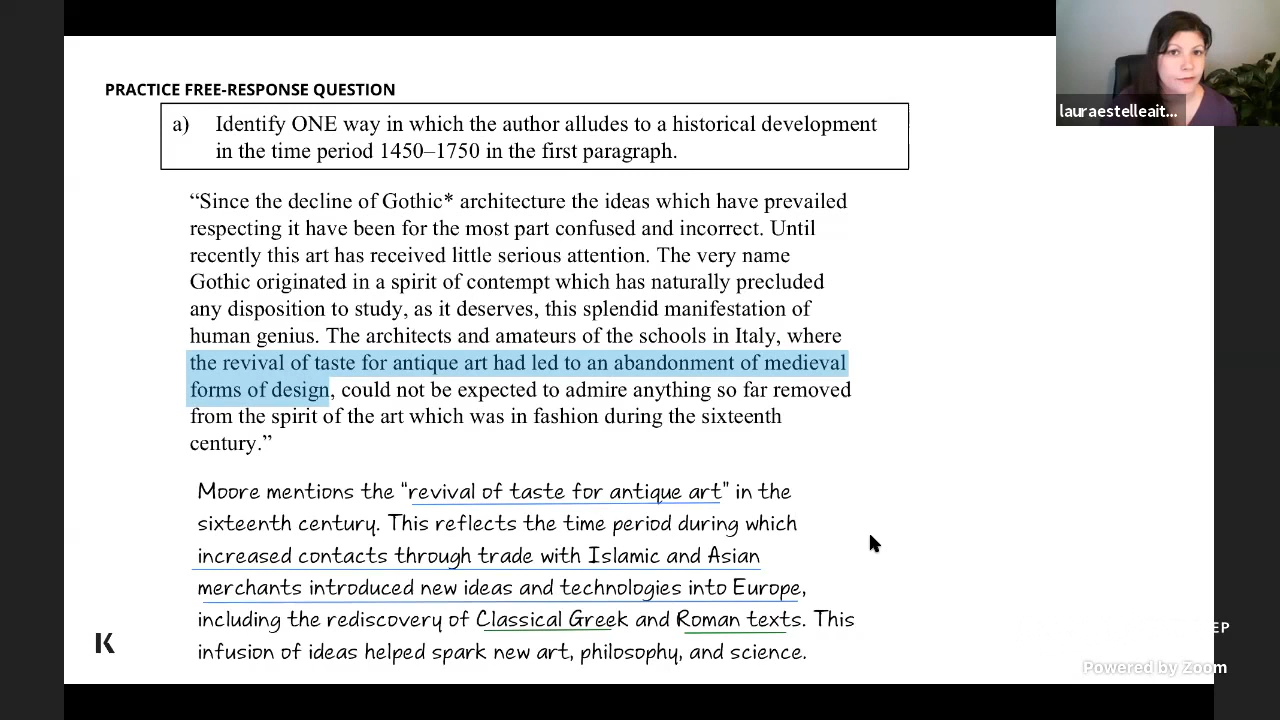 PRACTICE FREE-RESPONSE QUESTION
a) Identify ONE way in which the author alludes to a historical development
in the time period 1450–1750 in the first paragraph.
“Since the decline of Gothic* architecture the ideas which have prevailed
respecting it have been for the most part confused and incorrect. Until
recently this art has received little serious attention. The very name
Gothic originated in a spirit of contempt which has naturally precluded
any disposition to study, as it deserves, this splendid manifestation of
human genius. The architects and amateurs of the schools in Italy, where
the revival of taste for antique art had led to an abandonment of medieval
forms of design, could not be expected to admire anything so far removed
from the spirit of the art which was in fashion during the sixteenth
century.”
Moore mentions the “revival of taste for antique art” in the
sixteenth century. This reflects the time period during which
increased contacts through trade with Islamic and Asian
merchants introduced new ideas and technologies into Europe,
including the rediscovery of Classical Greek and Roman texts. This
infusion of ideas helped spark new art, philosophy, and science.
lauraestelleait...
K
EP
Powered by Zoom